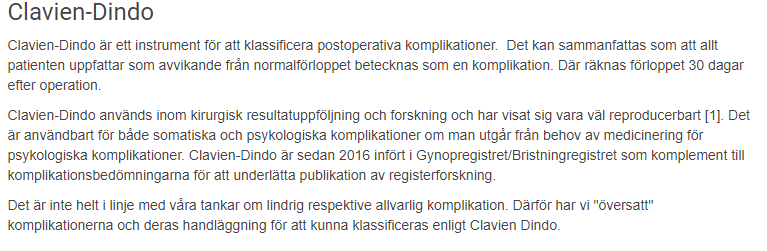 Clavien-Dindo
Clavien-Dindo är ett instrument för att klassificera postoperativa komplikationer.  Det kan sammanfattas som att allt
patienten uppfattar som avvikande från normalförloppet betecknas som en komplikation. Där räknas förloppet 30 dagar
efter operation.
Clavien-Dindo används inom kirurgisk resultatuppföljning och forskning och har visat sig vara väl reproducerbart [1]. Det
är användbart för både somatiska och psykologiska komplikationer om man utgår från behov av medicinering för
psykologiska komplikationer. Clavien-Dindo är sedan 2016 infört i Gynopregistret/Bristningregistret som komplement till
komplikationsbedömningarna för att underlätta publikation av registerforskning.
Det är inte helt i linje med våra tankar om lindrig respektive allvarlig komplikation. Därför har vi "översatt"
komplikationerna och deras handläggning för att kunna klassificeras enligt Clavien Dindo.